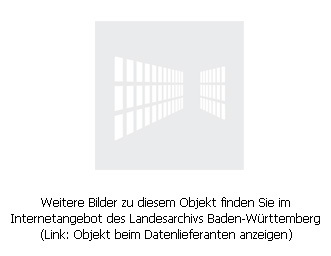 Weitere Bilder zu diesem Objekt finden Sie im
Internetangebot des Landesarchivs Baden-Württemberg
(Link: Objekt beim Datenlieferanten anzeigen)